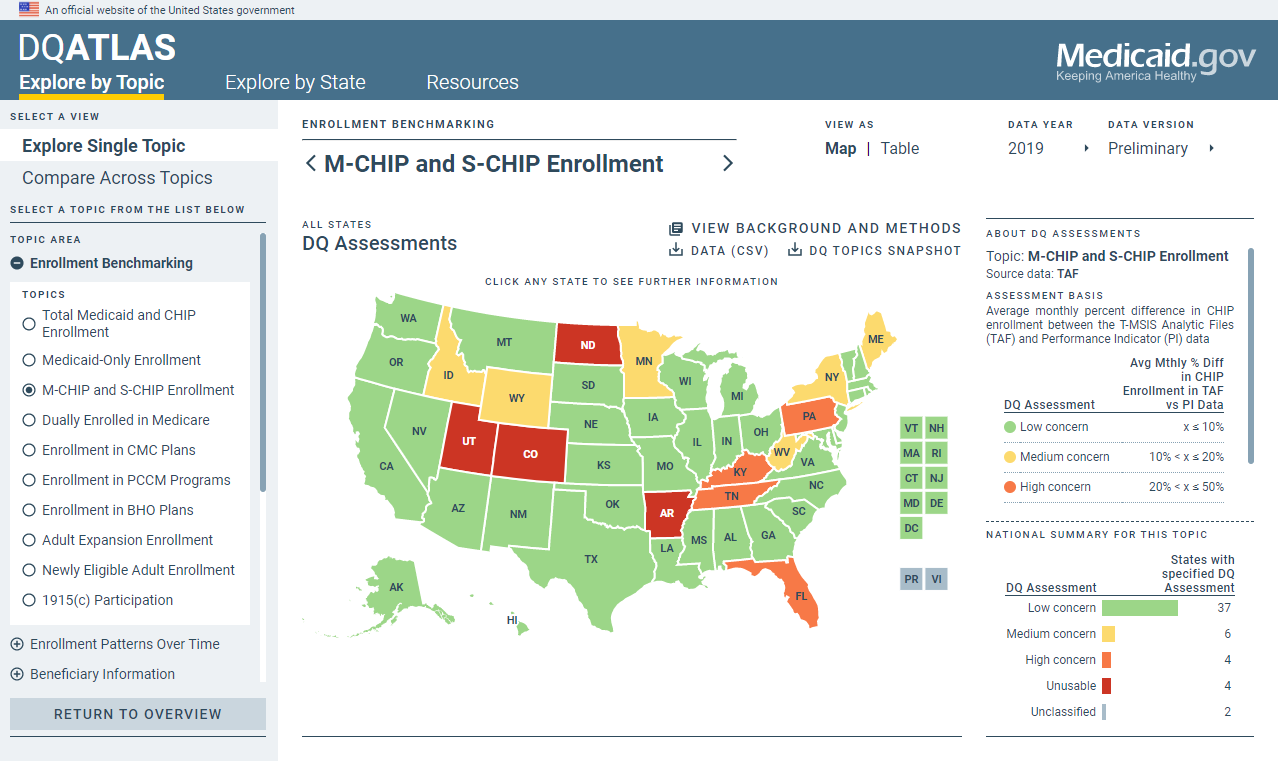 An official website of the United States government
DQATLAS
Medicaid.gov
Keeping America Healthy
Explore by Topic
Explore by State
Resources
SELECT A VIEW
Explore Single Topic
Compare Across Topics
SELECT A TOPIC FROM THE LIST BELOW
TOPIC AREA
Enrollment Benchmarking
TOPICS
Total Medicaid and CHIP
Enrollment
Medicaid-Only Enrollment
M-CHIP and S-CHIP Enrollment
Dually Enrolled in Medicare
Enrollment in CMC Plans
Enrollment in PCCM Programs
Enrollment in BHO Plans
Adult Expansion Enrollment
Newly Eligible Adult Enrollment
1915(c) Participation
Enrollment Patterns Over Time
Beneficiary Information
RETURN TO OVERVIEW
ENROLLMENT BENCHMARKING
M-CHIP and S-CHIP Enrollment
VIEW AS
Map | Table
DATA YEAR
2019
DATA VERSION
Preliminary
ALL STATES
DQ Assessments
VIEW BACKGROUND AND METHODS
DATA (CSV)
DQ TOPICS SNAPSHOT
CLICK ANY STATE TO SEE FURTHER INFORMATION
WA
MT
ND
MN
ME
OR
ID
SD
WI
NY
WY
MI
NE
IA
PA
NV
UT
CO
IL
IN
OH
CA
KS
MO
KY
WV
VA
AZ
NM
OK
AR
TN
NC
SC
TX
LA
MS
AL
GA
FL
AK
HI
VT
NH
MA
RI
CT
NJ
MD
DE
DC
PR
VI
ABOUT DQ ASSESSMENTS
Topic: M-CHIP and S-CHIP Enrollment
Source data: TAF
ASSESSMENT BASIS
Average monthly percent difference in CHIP
enrollment between the T-MSIS Analytic Files
(TAF) and Performance Indicator (PI) data
Avg Mthly % Diff
in CHIP
Enrollment in TAF
DQ Assessment vs PI Data
Low concern x ≤ 10%
Medium concern 10% < x ≤ 20%
High concern 20% < x ≤ 50%
NATIONAL SUMMARY FOR THIS TOPIC
States with
specified DQ
DQ Assessment Assessment
Low concern 37
Medium concern 6
High concern 4
Unusable 4
Unclassified 2